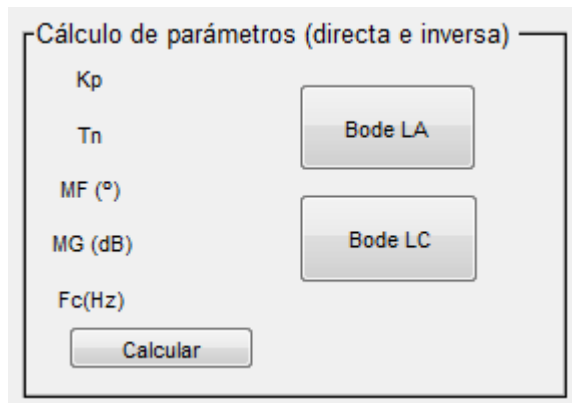 Cálculo de parámetros (directa e inversa)
Kp
Tn
MF (º)
MG (dB)
Fc(Hz)
Calcular
Bode LA
Bode LC